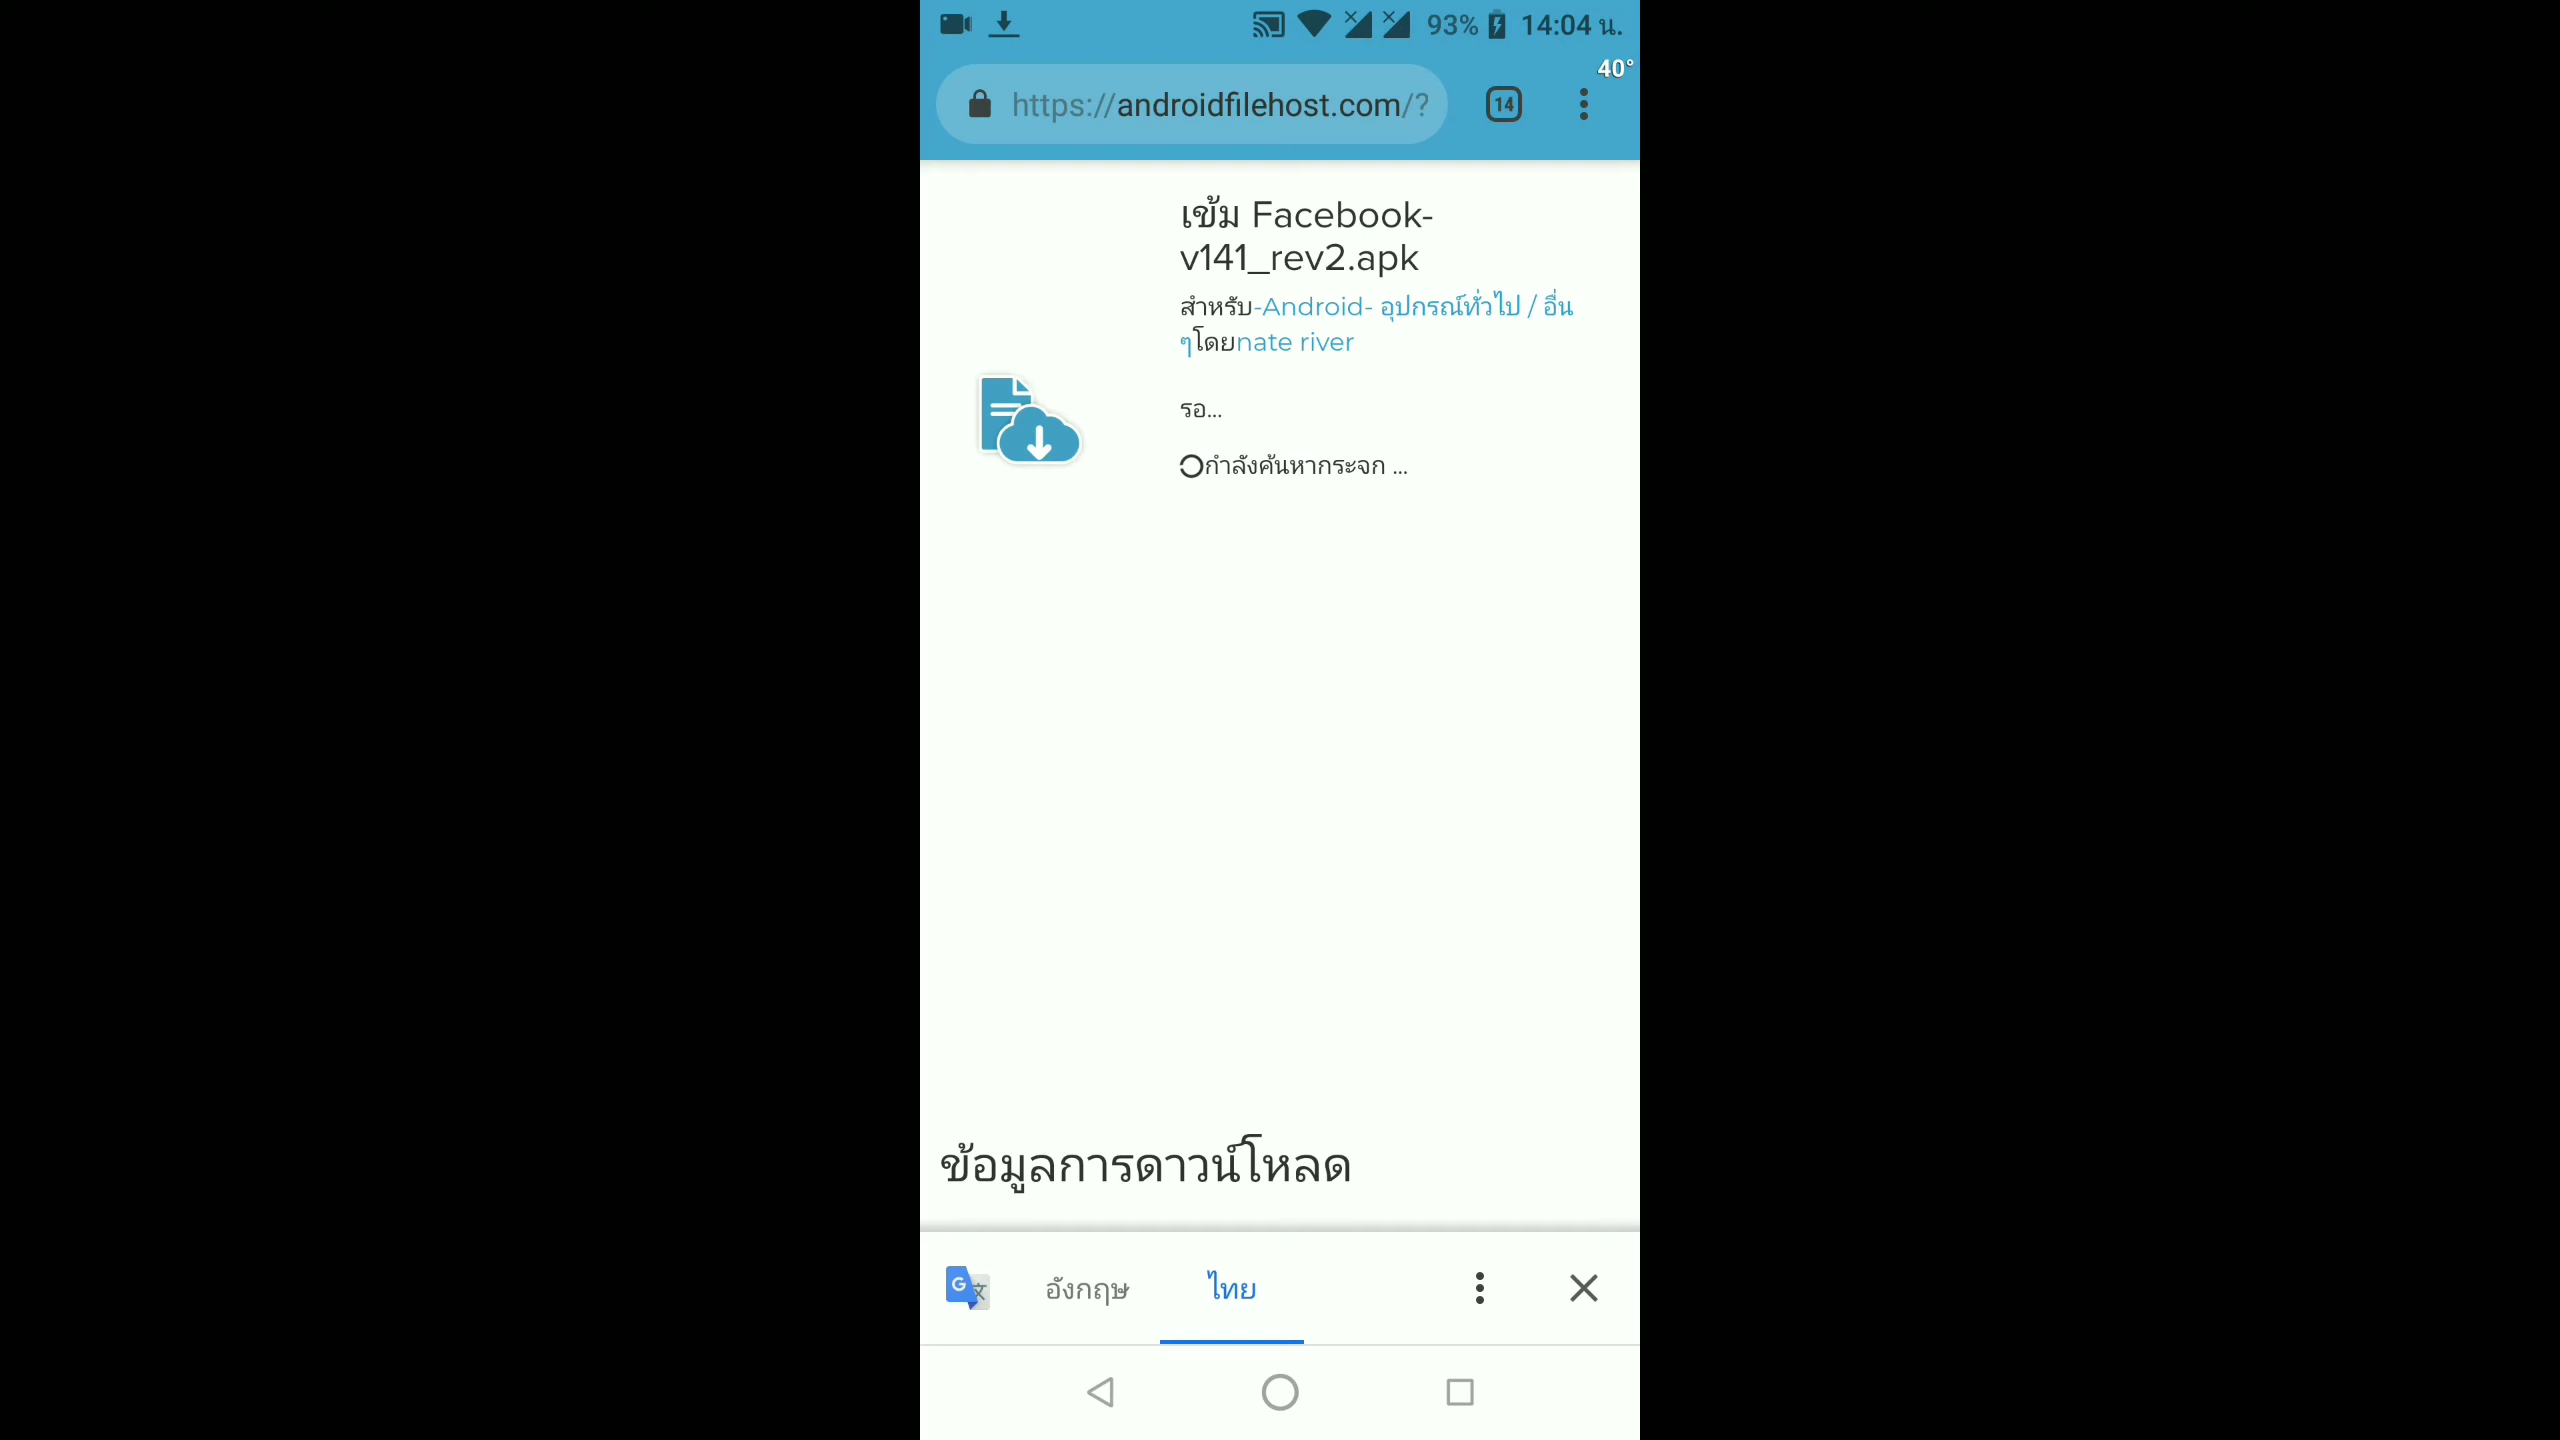 93% 14:04 น.
40°
https://androidfilehost.com/?
14
เข้ม Facebook-
v141_rev2.apk
สำหรับ-Android- อุปกรณ์ทั่วไป / อื่น
ๆโดยnate river
รอ...
กำลังค้นหากระจก ...
ข้อมูลการดาวน์โหลด
G 文 อังกฤษ ไทย